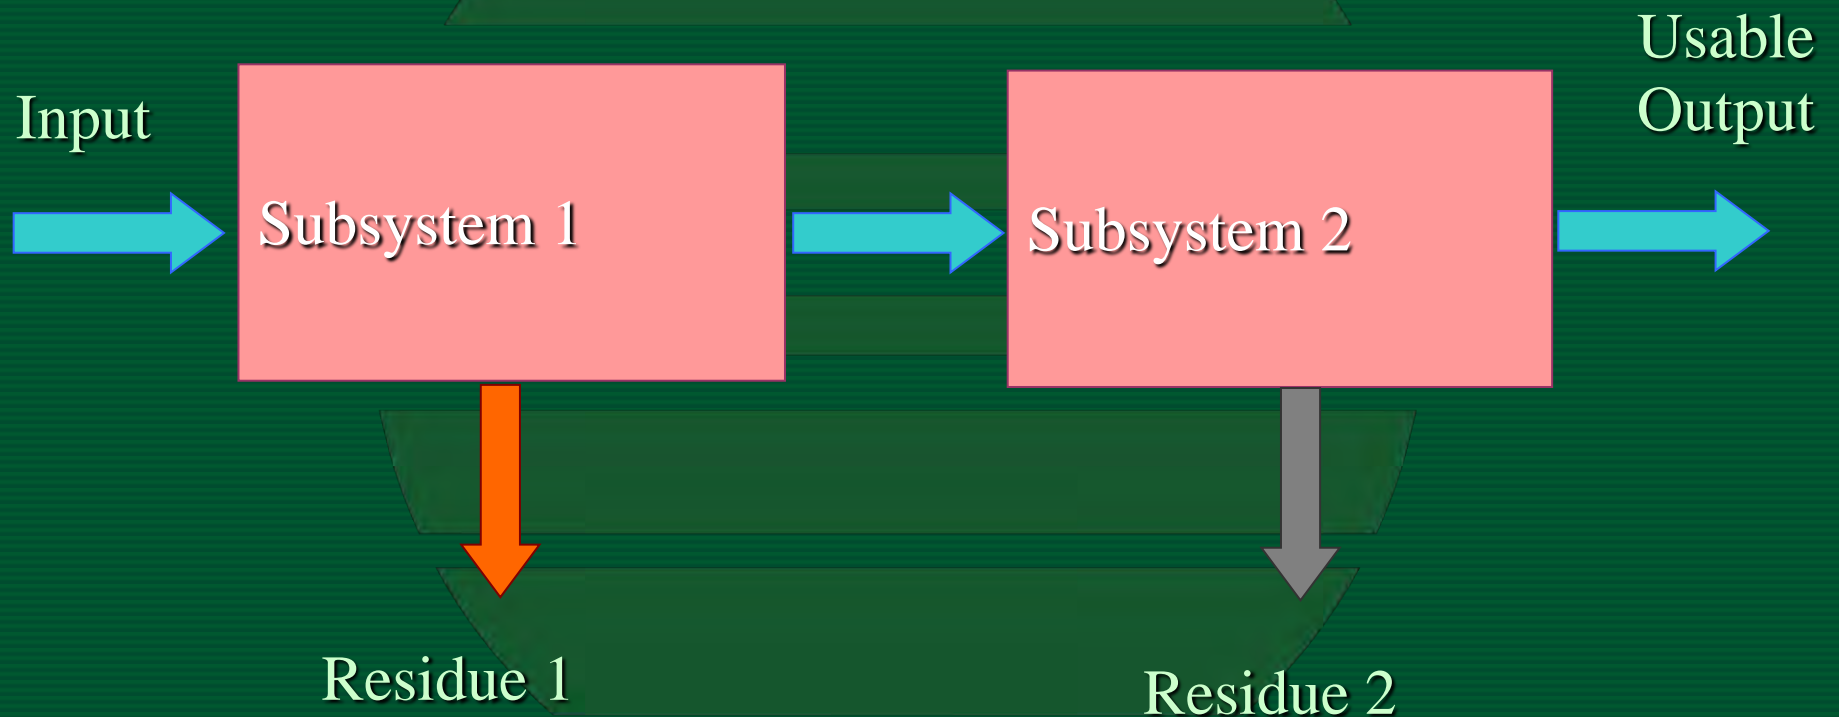 Usable
Output
Input
Subsystem 1
Subsystem 2
Residue 1
Residue 2